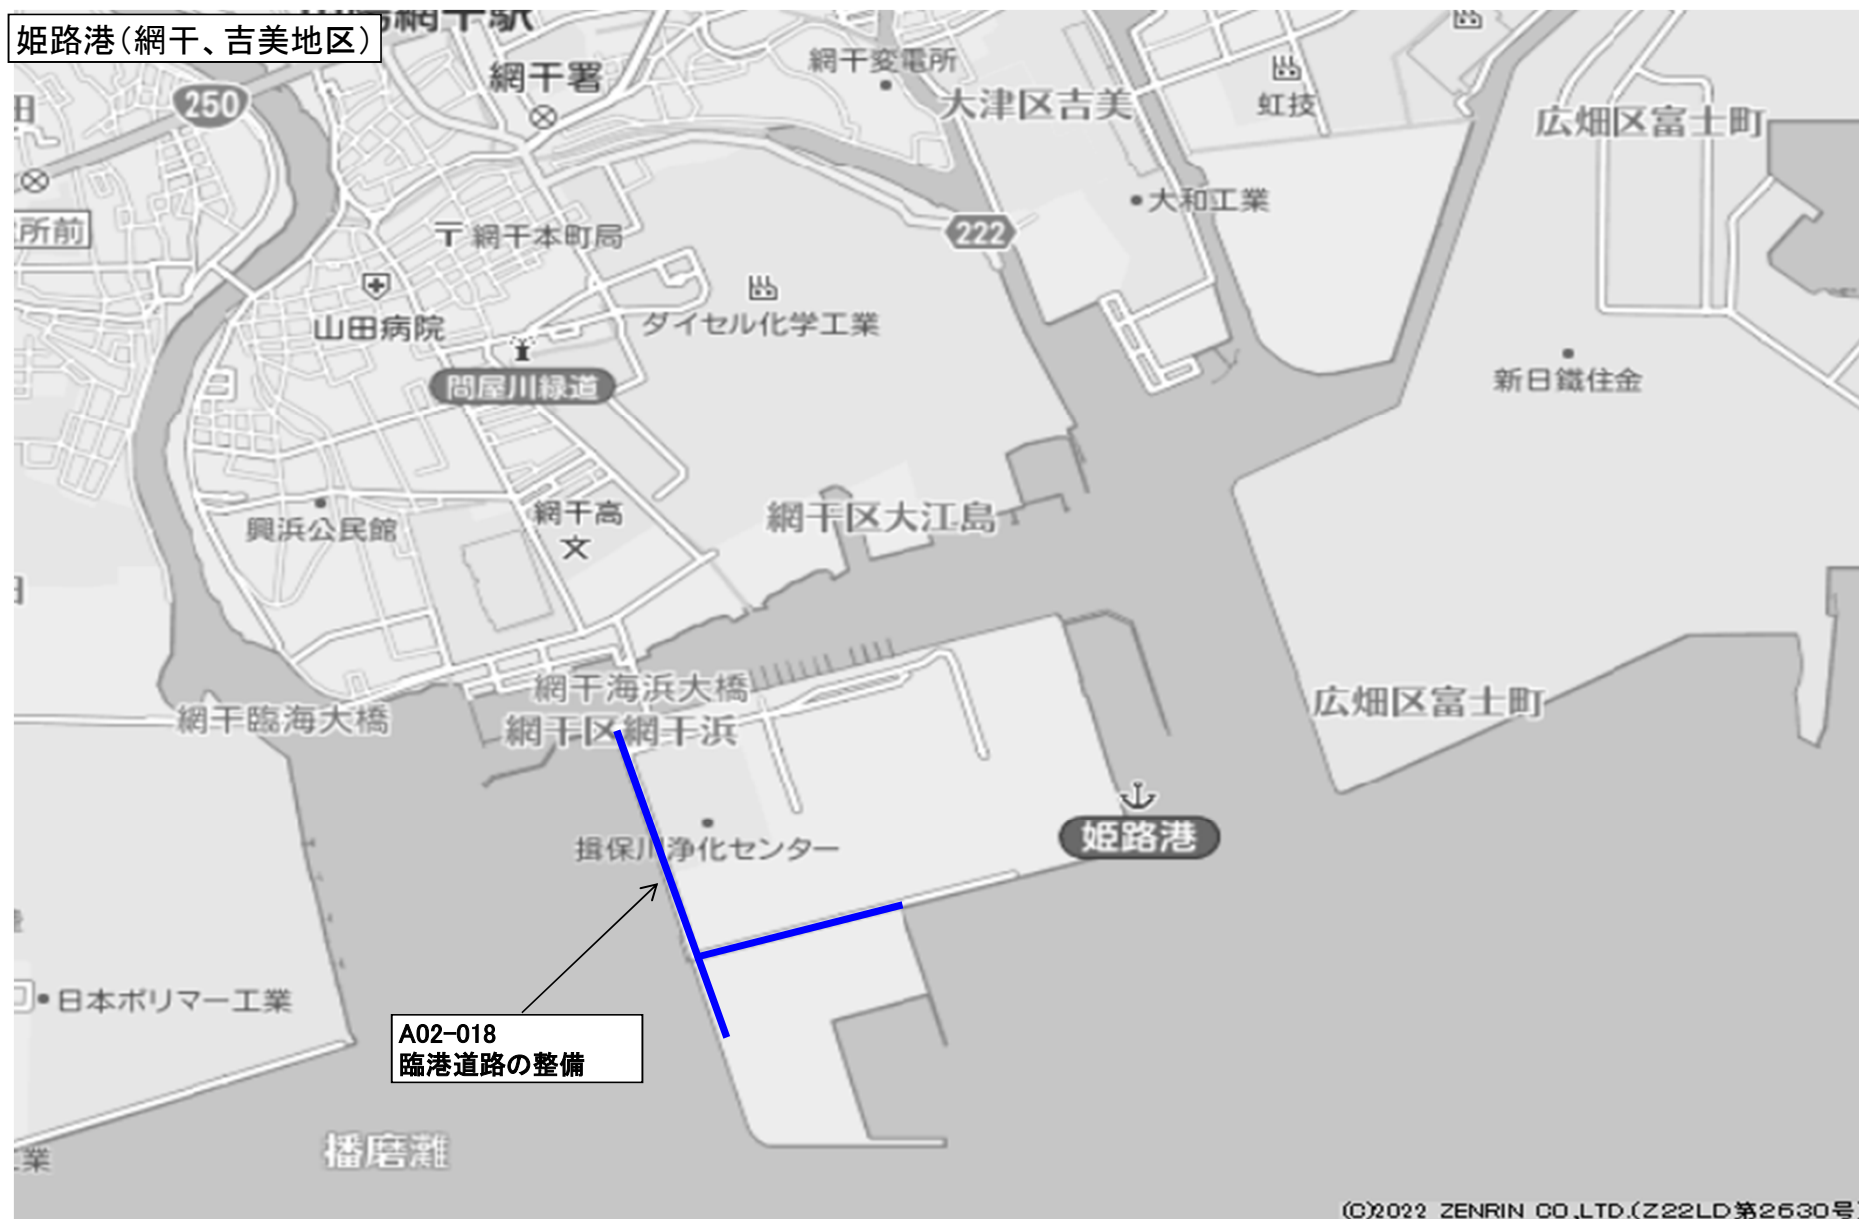 姫路港（網干、吉美地区）
山陽網干駅
250
網干署
網干変電所
大津区吉美
虹技
広畑区富士町
田
所前
大和工業
〒網干本町局
222
ダイセル化学工業
山田病院
問屋川緑道
新日鐵住金
網干高
網干区大江島
興浜公民館
網干海浜大橋
網干臨海大橋
網干区網干浜
広畑区富士町
揖保川浄化センター
姫路港
日本ポリマー工業
A02-018
臨港道路の整備
播磨灘
業
(C)2022 ZENRIN CO.,LTD.(Z22LD第2630号)